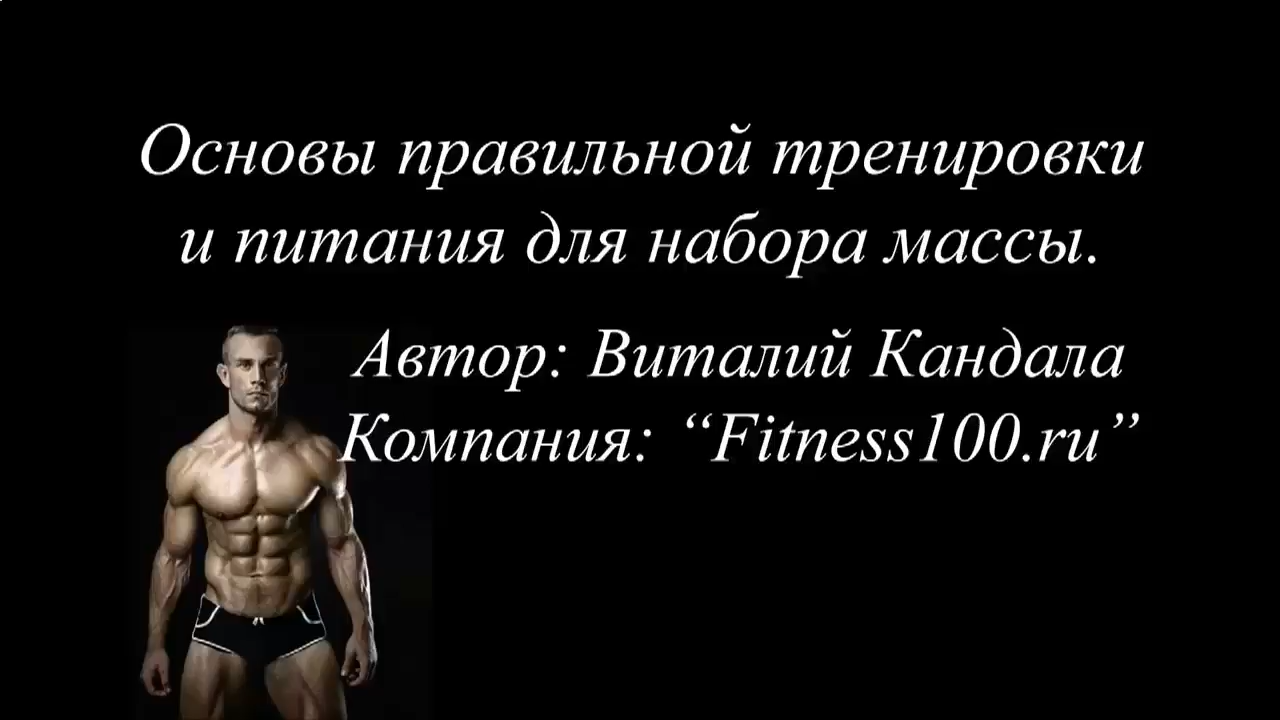 Основы правильной тренировки
и питания для набора массы.
Автор: Виталий Кандала
Компания: “Fitness100.ru”